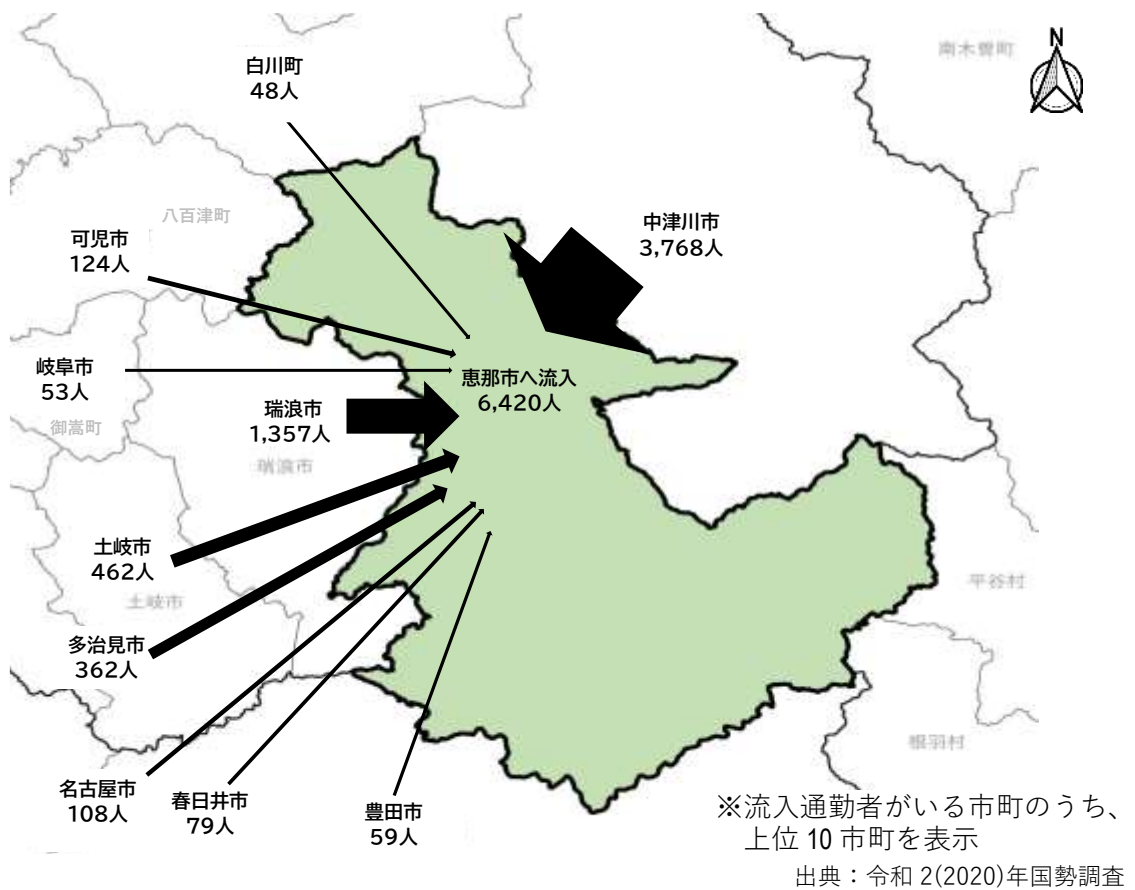 白川町
48人
N
南木曽町
八百津町
中津川市
3,768人
可児市
124人
岐阜市
53人
恵那市へ流入
6,420人
瑞浪市
1,357人
御嵩町
瑞浪市
土岐市
462人
土岐市
平谷村
多治見市
362人
根羽村
名古屋市
108人
春日井市
79人
豊田市
59人
※流入通勤者がいる市町のうち、
上位 10 市町を表示
出典：令和 2(2020)年国勢調査